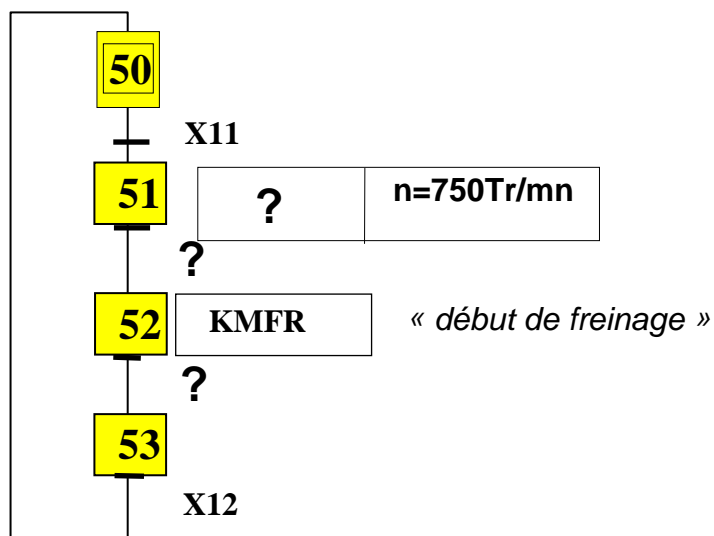 50
X11
51
? n=750Tr/mn
?
52 KMFR « début de freinage »
?
53
X12